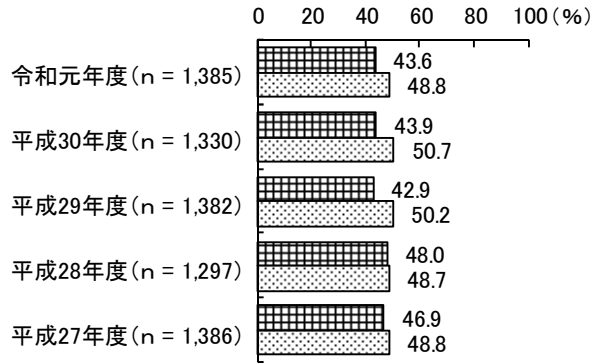 0 20 40 60 80 100（％）
令和元年度（n = 1,385） 43.6
48.8
平成30年度（n = 1,330） 43.9
50.7
平成29年度（n = 1,382） 42.9
50.2
平成28年度（n = 1,297） 48.0
48.7
平成27年度（n = 1,386） 46.9
48.8